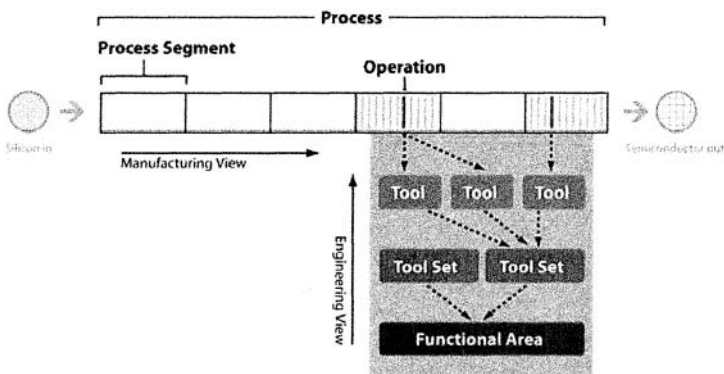 Process
Process Segment
Operation
Silicon in
Semiconductor out
Manufacturing View
Engineering View
Tool
Tool
Tool
Tool Set
Tool Set
Functional Area